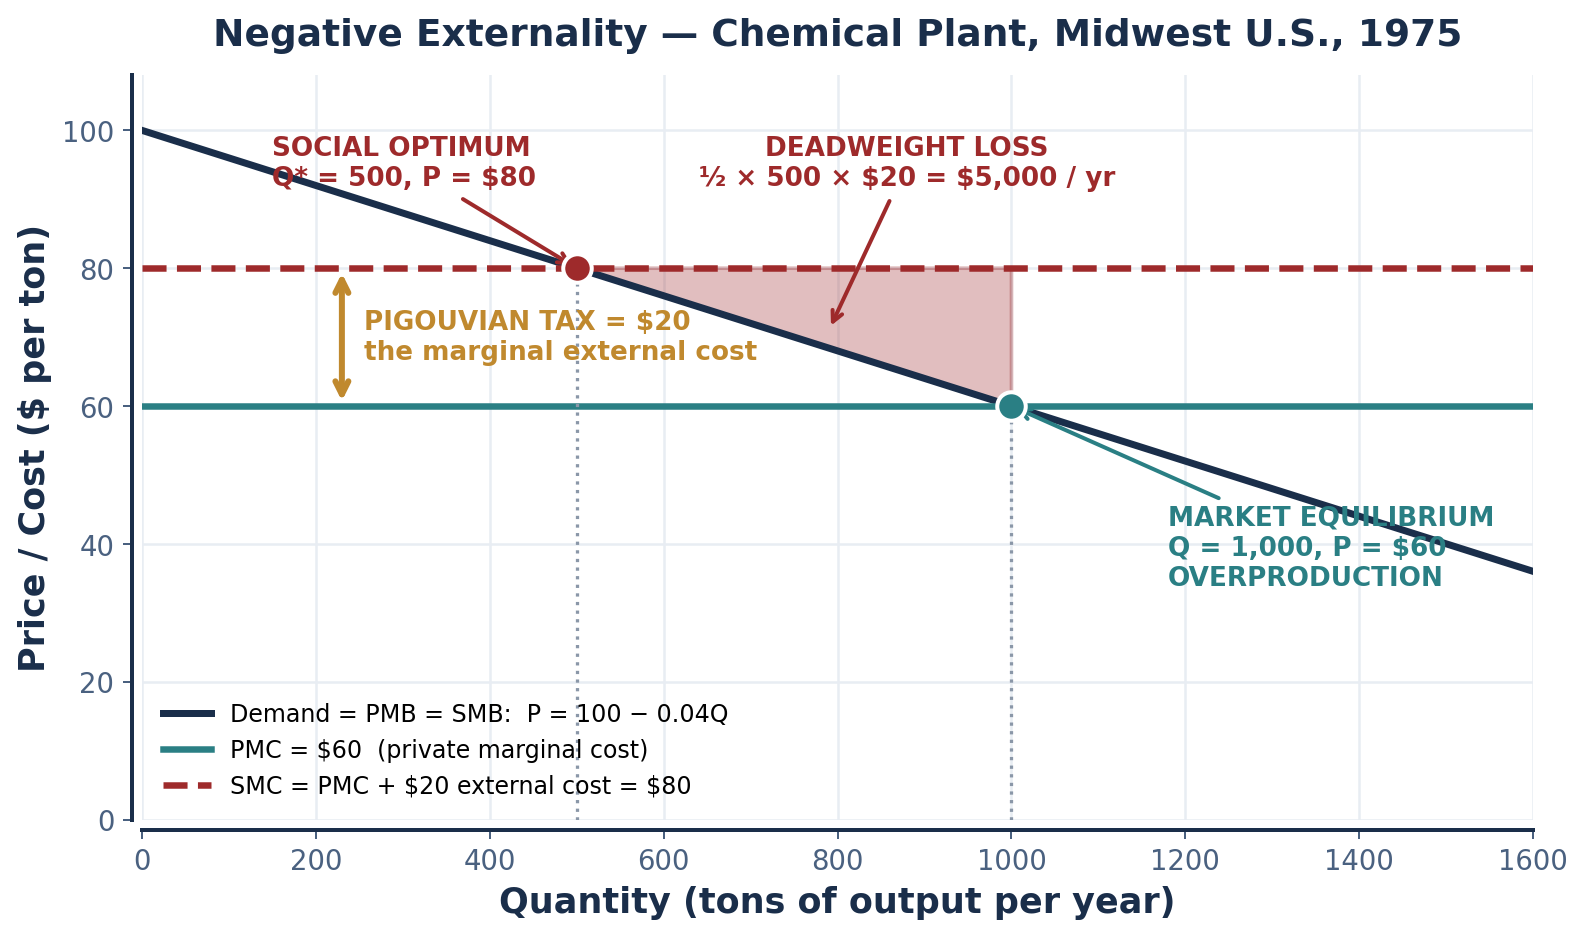 Negative Externality — Chemical Plant, Midwest U.S., 1975
Price / Cost ($ per ton)
100
80
60
40
20
0
SOCIAL OPTIMUM
Q* = 500, P = $80
DEADWEIGHT LOSS
½ × 500 × $20 = $5,000 / yr
PIGOUVIAN TAX = $20
the marginal external cost
MARKET EQUILIBRIUM
Q = 1,000, P = $60
OVERPRODUCTION
Demand = PMB = SMB:  P = 100 − 0.04Q
PMC = $60  (private marginal cost)
SMC = PMC + $20 external cost = $80
0 200 400 600 800 1000 1200 1400 1600
Quantity (tons of output per year)